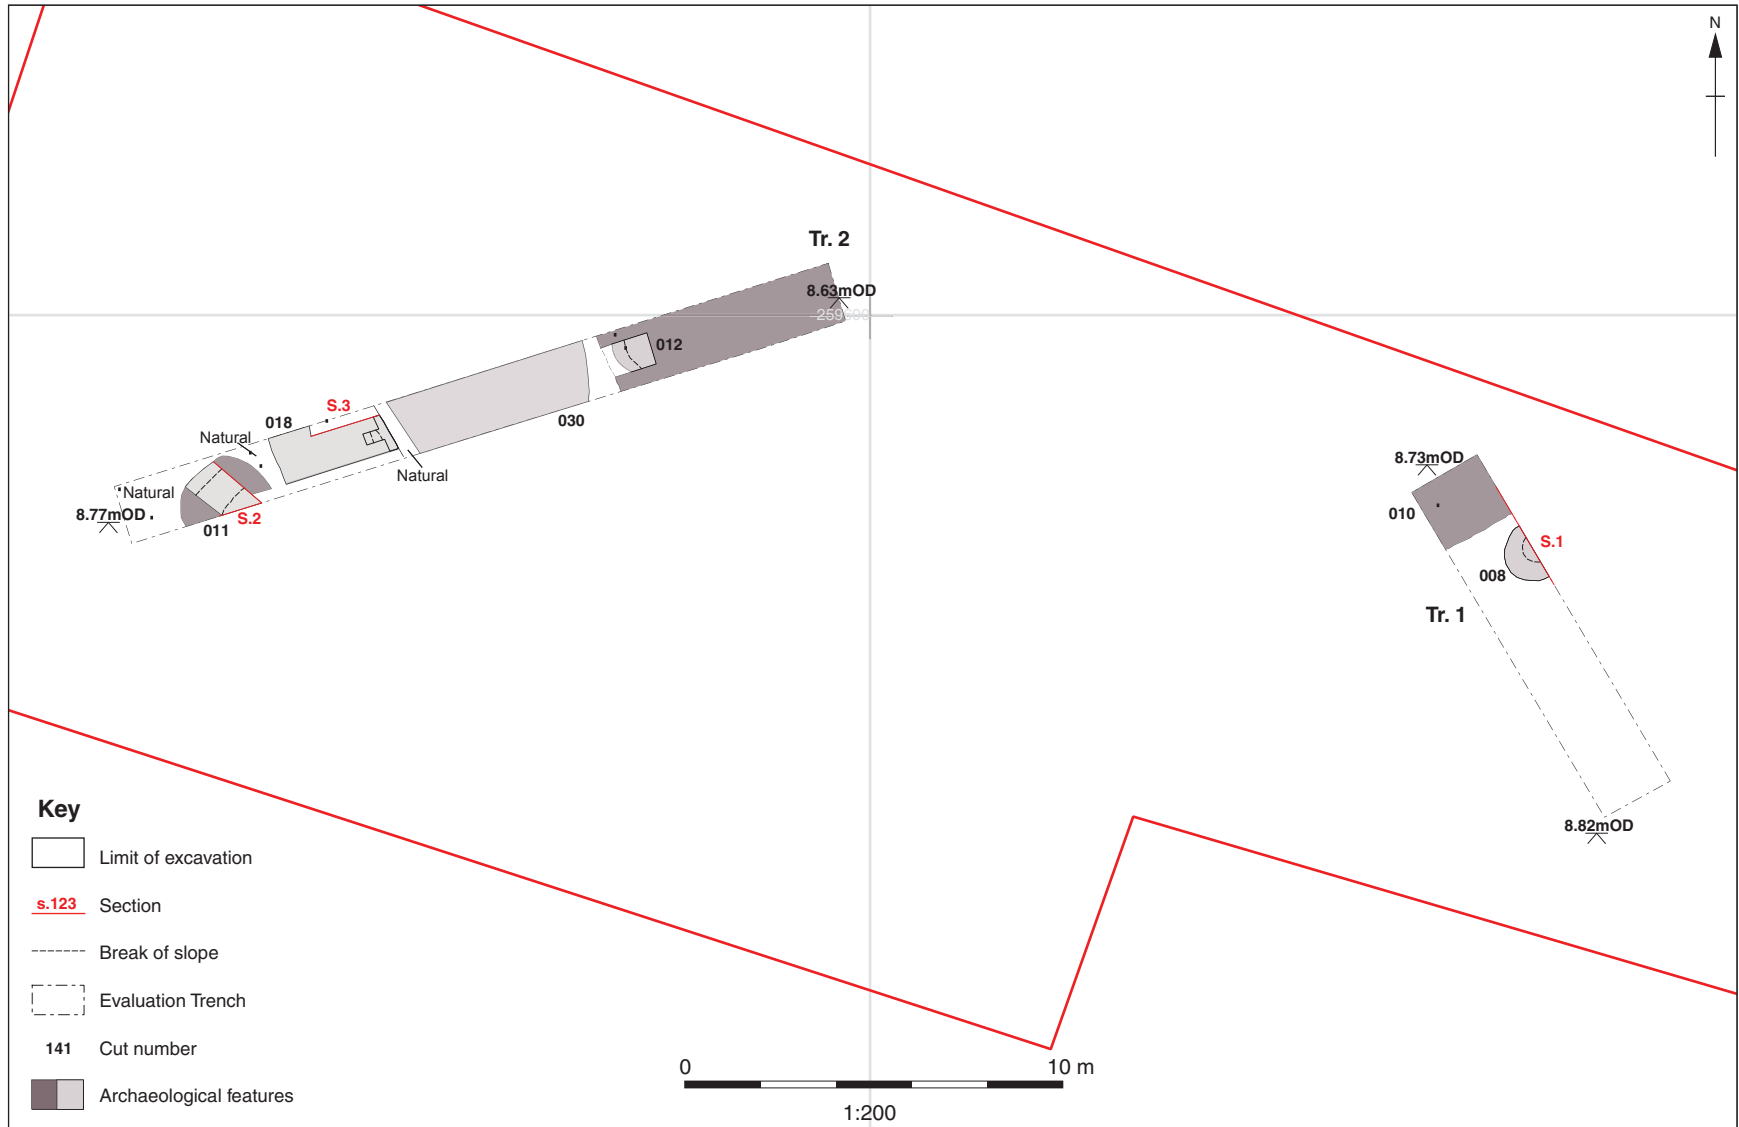 N
Tr. 2
8.63mOD
012
S.3
018
030
Natural
Natural
Natural
8.77mOD
S.2
011
8.73mOD
010
S.1
008
Tr. 1
8.82mOD
Key
Limit of excavation
s.123 Section
Break of slope
Evaluation Trench
141 Cut number
Archaeological features
0 10 m
1:200